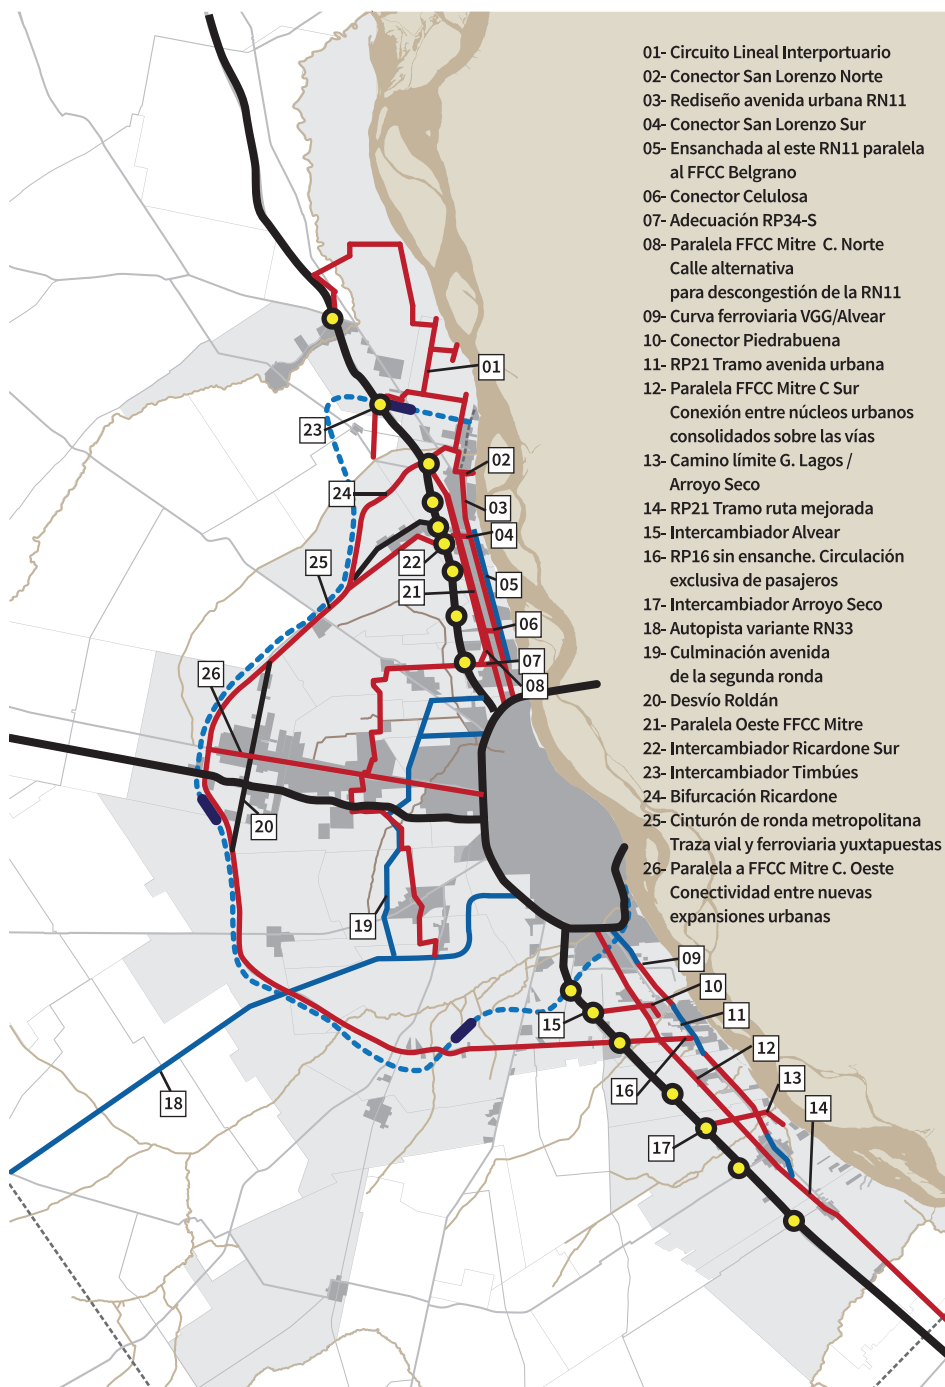 01- Circuito Lineal Interportuario
02- Conector San Lorenzo Norte
03- Rediseño avenida urbana RN11
04- Conector San Lorenzo Sur
05- Ensanchada al este RN11 paralela
al FFCC Belgrano
06- Conector Celulosa
07- Adecuación RP34-S
08- Paralela FFCC Mitre C. Norte
Calle alternativa
para descongestión de la RN11
09- Curva ferroviaria VGG/Alvear
10- Conector Piedrabuena
11- RP21 Tramo avenida urbana
12- Paralela FFCC Mitre C Sur
Conexión entre núcleos urbanos
consolidados sobre las vías
13- Camino límite G. Lagos /
Arroyo Seco
14- RP21 Tramo ruta mejorada
15- Intercambiador Alvear
16- RP16 sin ensanche. Circulación
exclusiva de pasajeros
17- Intercambiador Arroyo Seco
18- Autopista variante RN33
19- Culminación avenida
de la segunda ronda
20- Desvío Roldán
21- Paralela Oeste FFCC Mitre
22- Intercambiador Ricardone Sur
23- Intercambiador Timbúes
24- Bifurcación Ricardone
25- Cinturón de ronda metropolitana
Traza vial y ferroviaria yuxtapuestas
26- Paralela a FFCC Mitre C. Oeste
Conectividad entre nuevas
expansiones urbanas
01
23
02
24
03
04
22
25
05
21
06
26
07
08
20
19
09
10
15
11
12
16
13
18
14
17